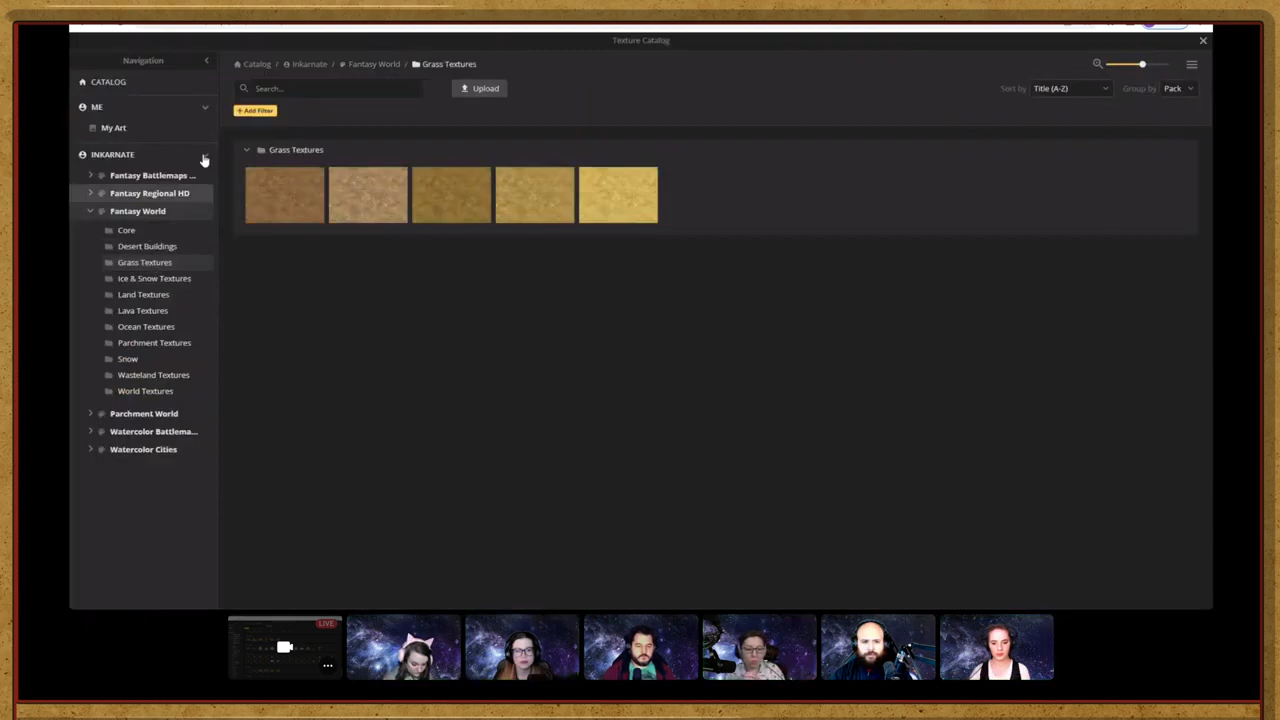 Texture Catalog
Navigation
CATALOG
ME
My Art
INKARNATE
Fantasy Battlemaps ...
Fantasy Regional HD
Fantasy World
Core
Desert Buildings
Grass Textures
Ice & Snow Textures
Land Textures
Lava Textures
Ocean Textures
Parchment Textures
Snow
Wasteland Textures
World Textures
Parchment World
Watercolor Battlema...
Watercolor Cities
Catalog / Inkarnate / Fantasy World / Grass Textures
Search...
Upload
Sort by Title (A-Z) Group by Pack
+ Add Filter
Grass Textures
LIVE